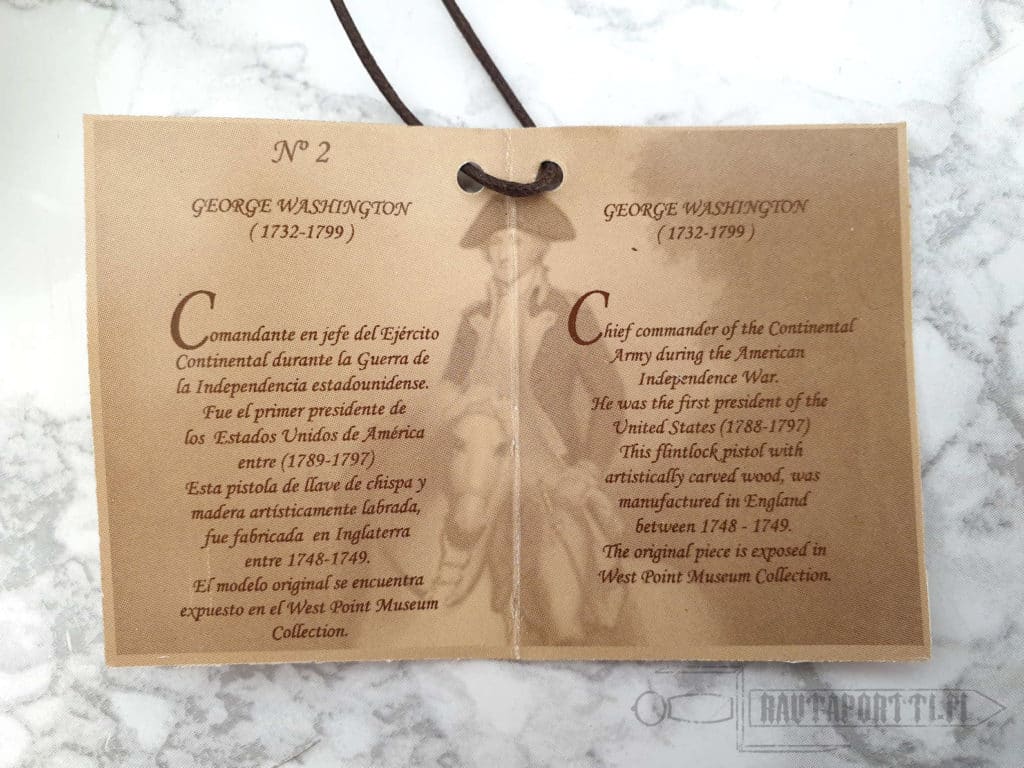 Nº 2
GEORGE WASHINGTON
( 1732-1799 )
Comandante en jefe del Ejército
Continental durante la Guerra de
la Independencia estadounidense.
Fue el primer presidente de
los Estados Unidos de América
entre (1789-1797)
Esta pistola de llave de chispa y
madera artísticamente labrada,
fue fabricada en Inglaterra
entre 1748-1749.
El modelo original se encuentra
expuesto en el West Point Museum
Collection.
GEORGE WASHINGTON
( 1732-1799 )
Chief commander of the Continental
Army during the American
Independence War.
He was the first president of the
United States (1788-1797)
This flintlock pistol with
artistically carved wood, was
manufactured in England
between 1748 - 1749.
The original piece is exposed in
West Point Museum Collection.
RAUTAPORTTI.FI